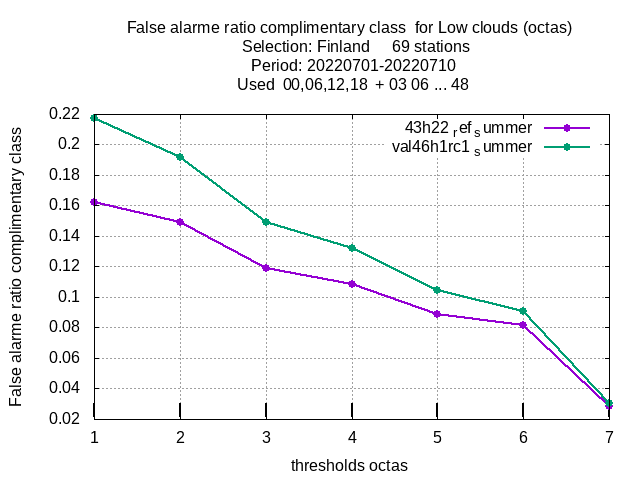 False alarme ratio complimentary class  for Low clouds (octas)
Selection: Finland     69 stations
Period: 20220701-20220710
Used  00,06,12,18  + 03 06 ... 48
43h22 refsummer
val46h1rc1 summer
False alarme ratio complimentary class
0.22
0.2
0.18
0.16
0.14
0.12
0.1
0.08
0.06
0.04
0.02
1 2 3 4 5 6 7
thresholds octas